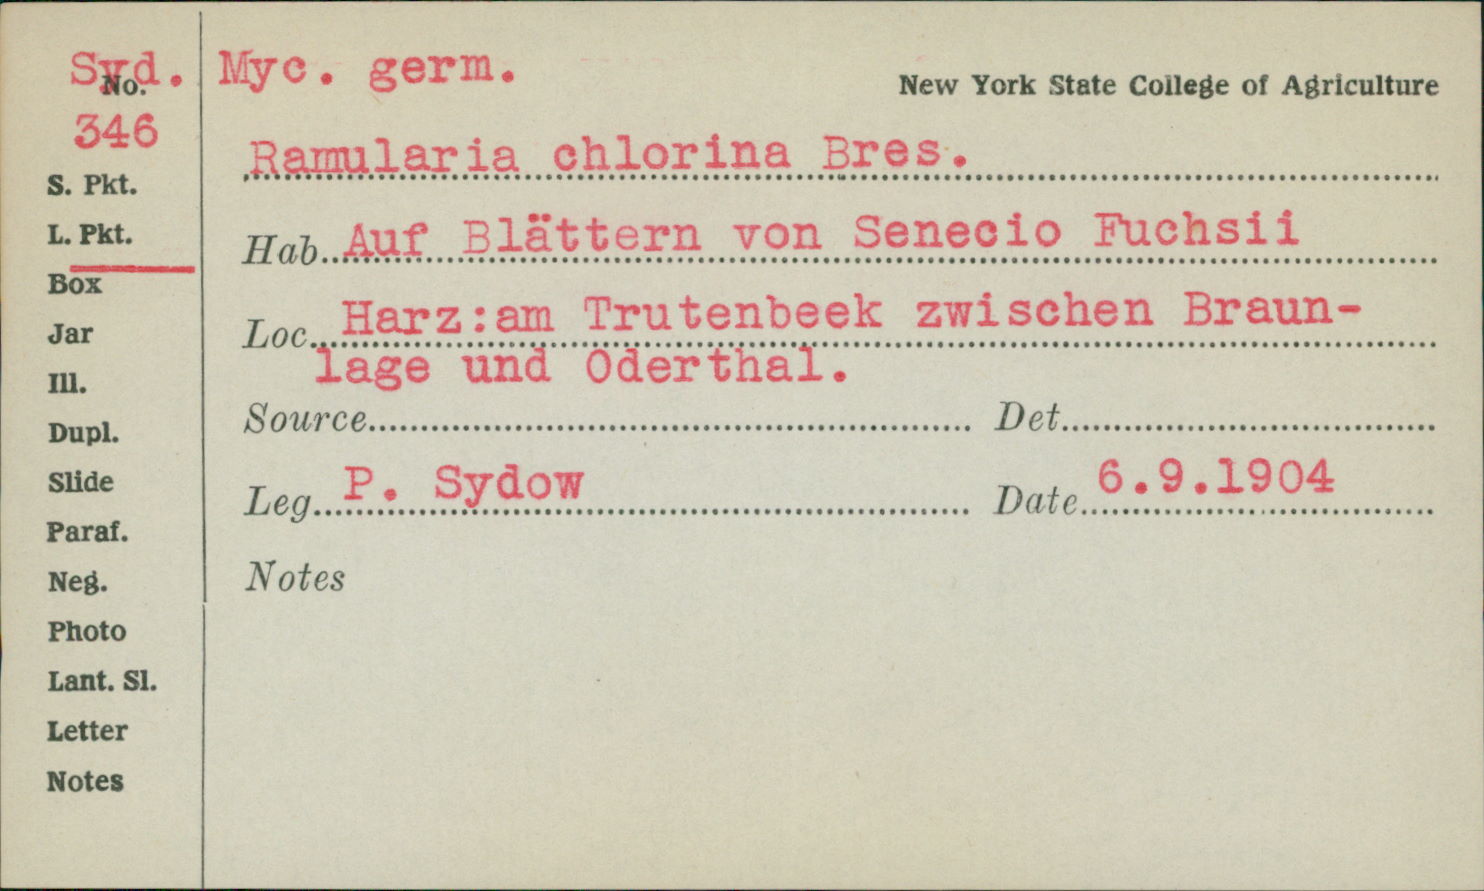 Syd. Myc. germ.
No.
New York State College of Agriculture
346
Ramularia chlorina Bres.
S. Pkt.
L. Pkt.
Hab. Auf Blättern von Senecio Fuchsii
Box
Jar
Loc. Harz:am Trutenbeek zwischen Braun-
lage und Oderthal.
Ill.
Dupl.
Source
Det.
Slide
Leg. P. Sydow
Date 6.9.1904
Paraf.
Neg.
Notes
Photo
Lant. Sl.
Letter
Notes